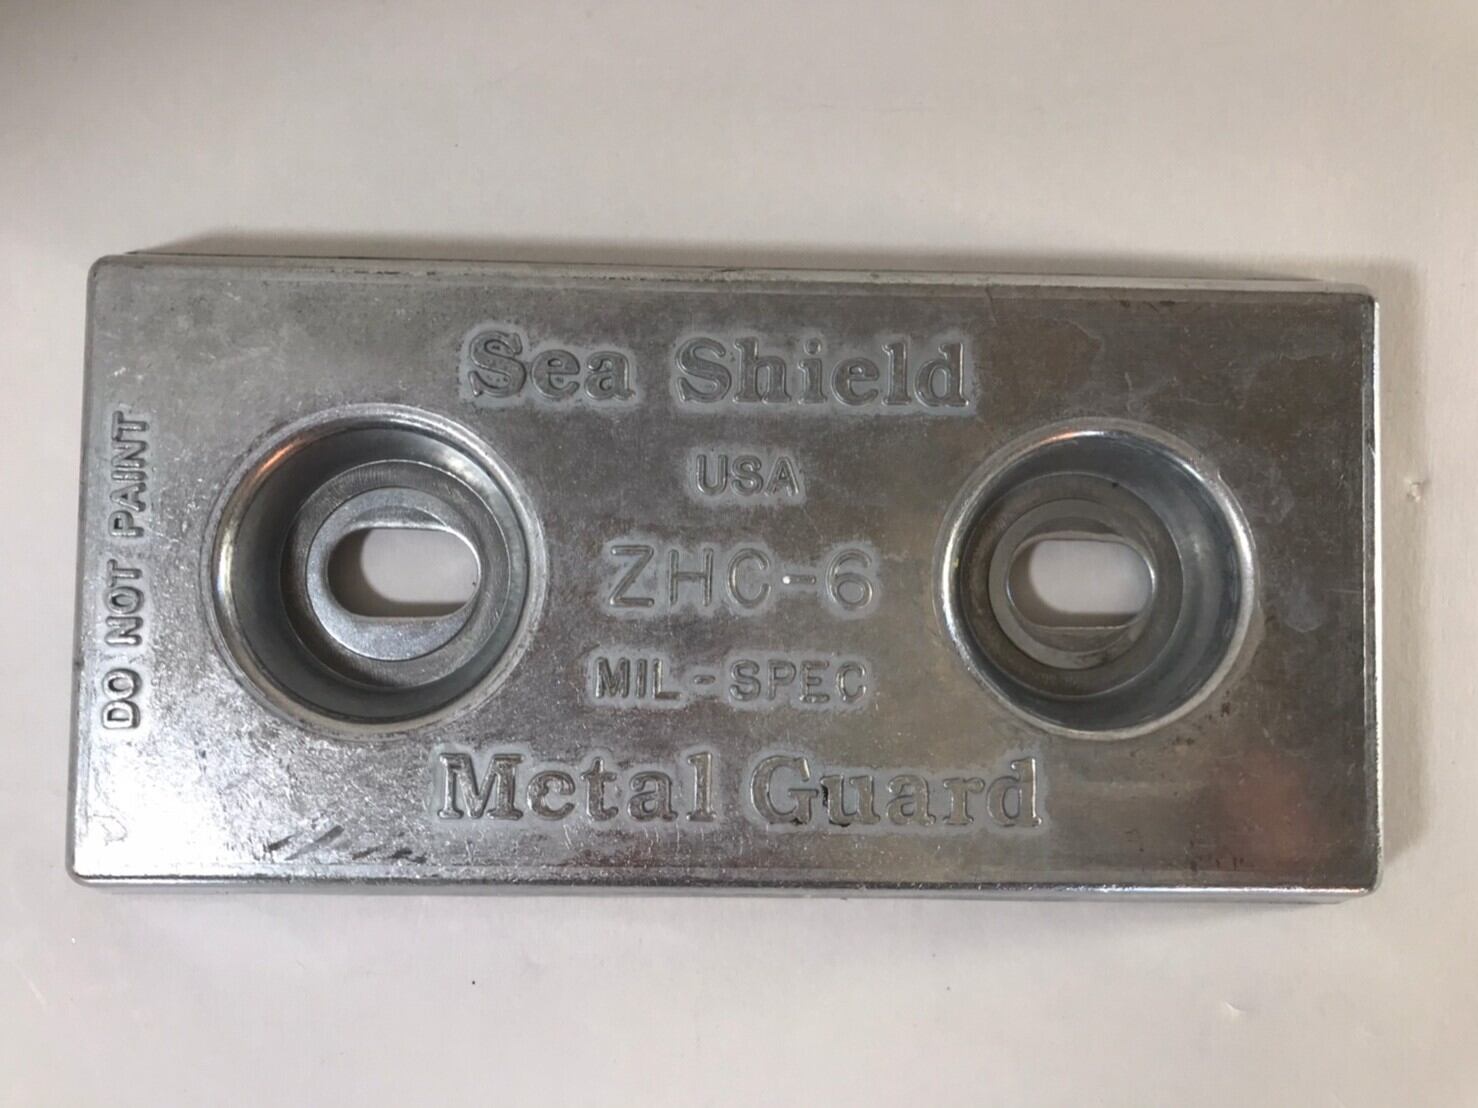 Sea Shield
USA
ZHC-6
MIL-SPEC
Metal Guard
DO NOT PAINT